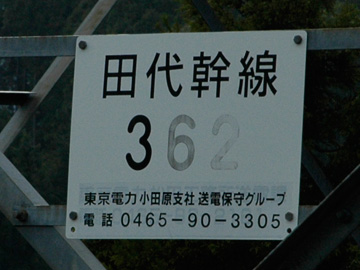 田代幹線
362
東京電力 小田原支社 送電保守グループ
電話 0465-90-3305